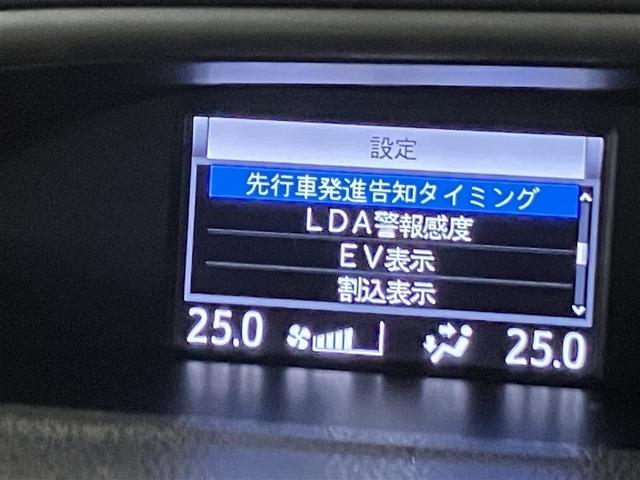 設定
先行車発進告知タイミング
LDA警報感度
EV表示
割込表示
25.0 25.0